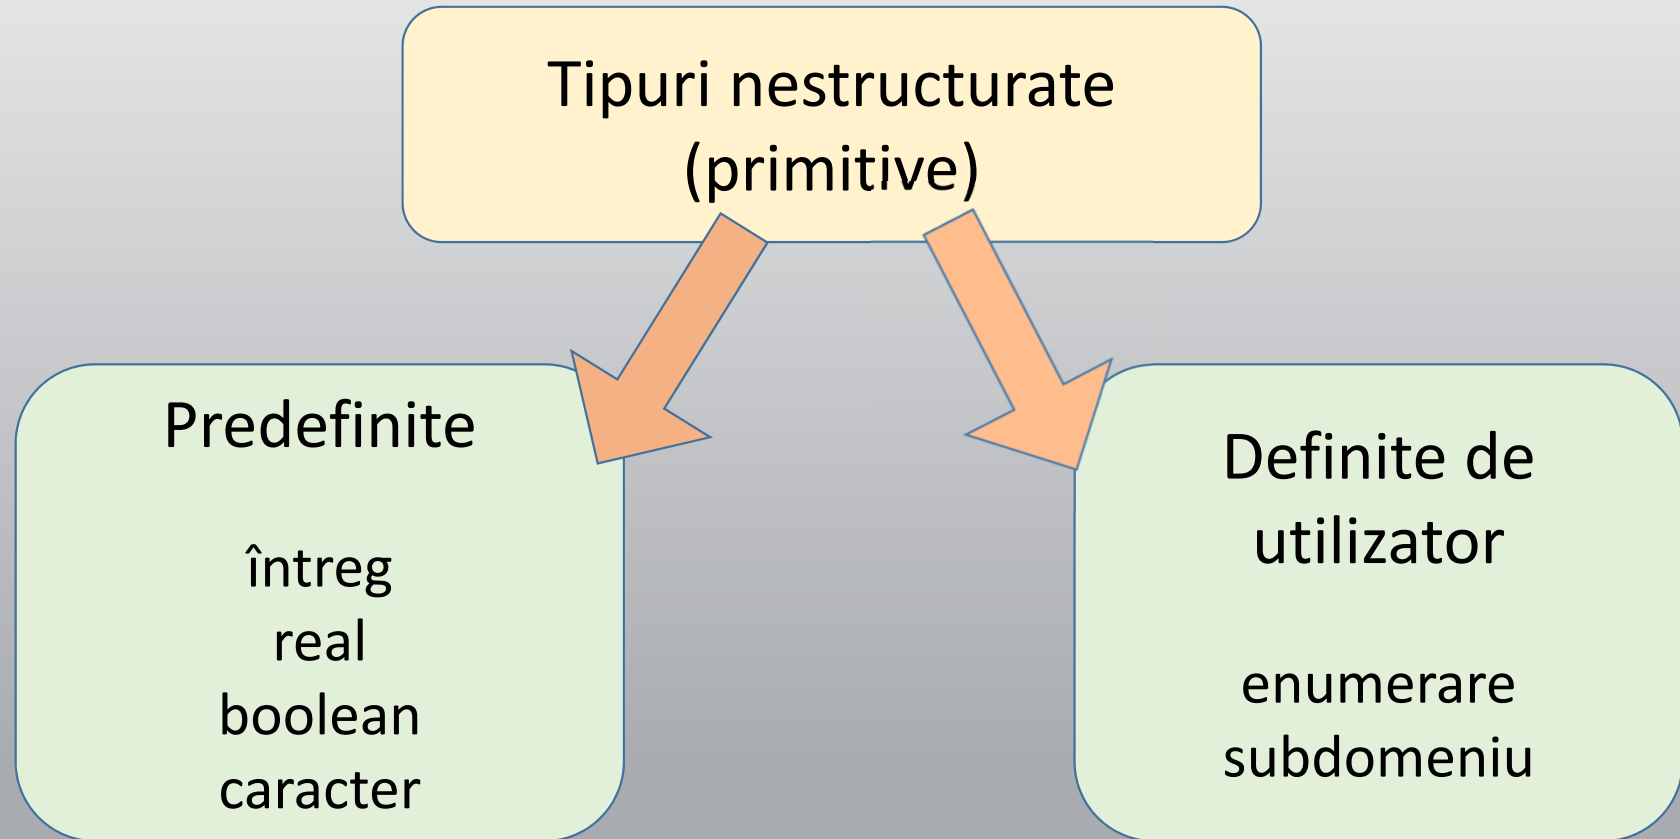 Tipuri nestructurate
(primitive)
Predefinite
întreg
real
boolean
caracter
Definite de
utilizator
enumerare
subdomeniu